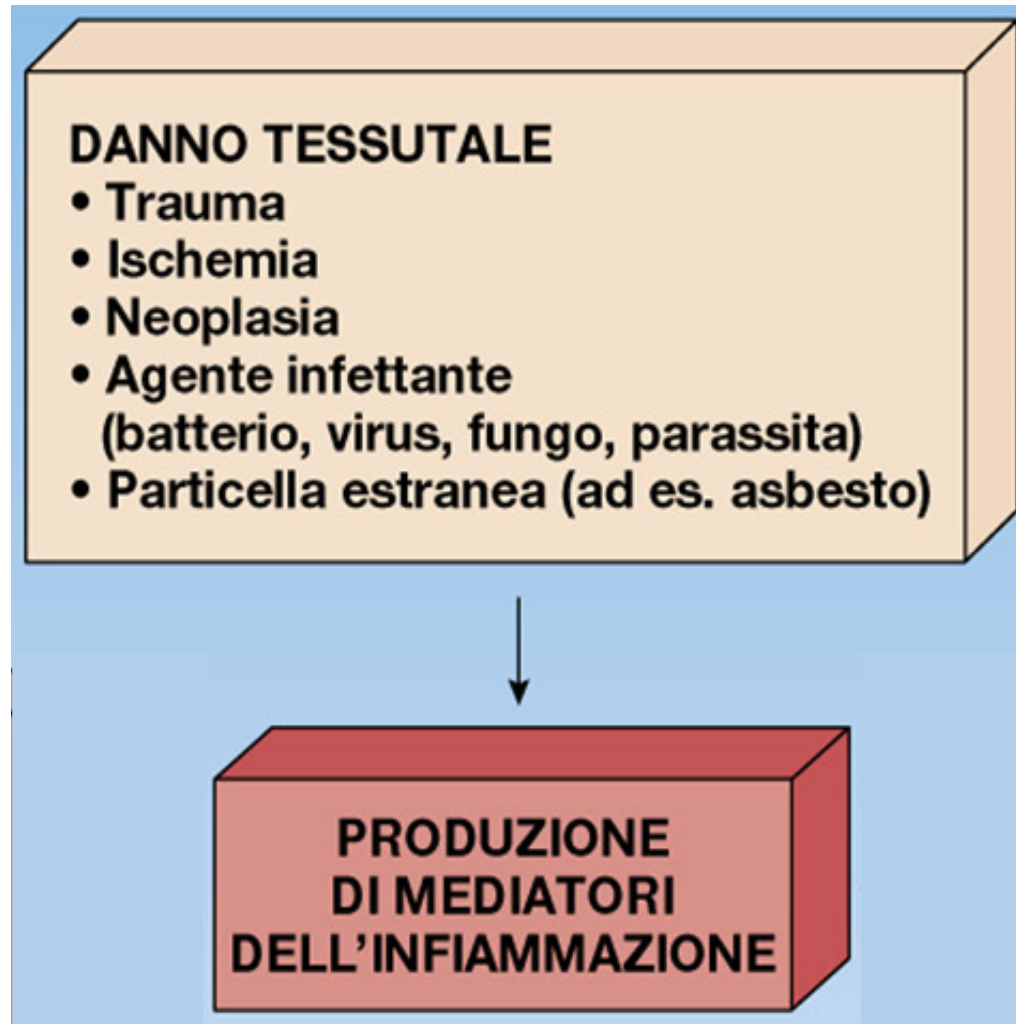 DANNO TESSUTALE
• Trauma
• Ischemia
• Neoplasia
• Agente infettante
(batterio, virus, fungo, parassita)
• Particella estranea (ad es. asbesto)
PRODUZIONE
DI MEDIATORI
DELL’INFIAMMAZIONE